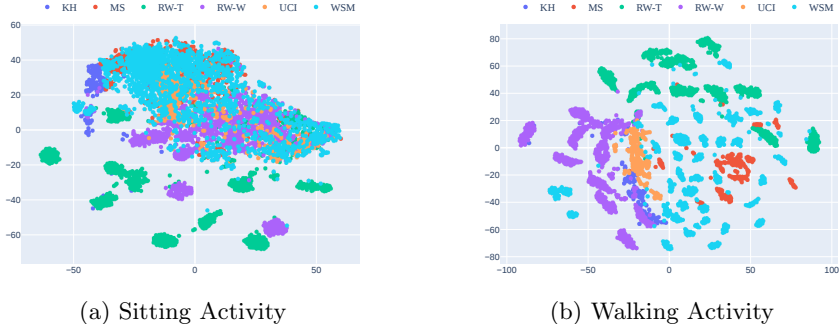 KH MS RW-T RW-W UCI WSM
60
40
20
0
−20
−40
−60
−50 0 50
(a) Sitting Activity
KH MS RW-T RW-W UCI WSM
80
60
40
20
0
−20
−40
−60
−80
−100 −50 0 50 100
(b) Walking Activity